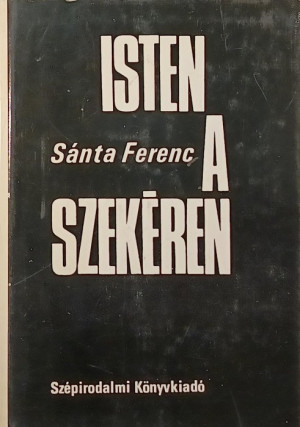 ISTEN
Sánta Ferenc
A
SZEKÉREN
Szépirodalmi Könyvkiadó